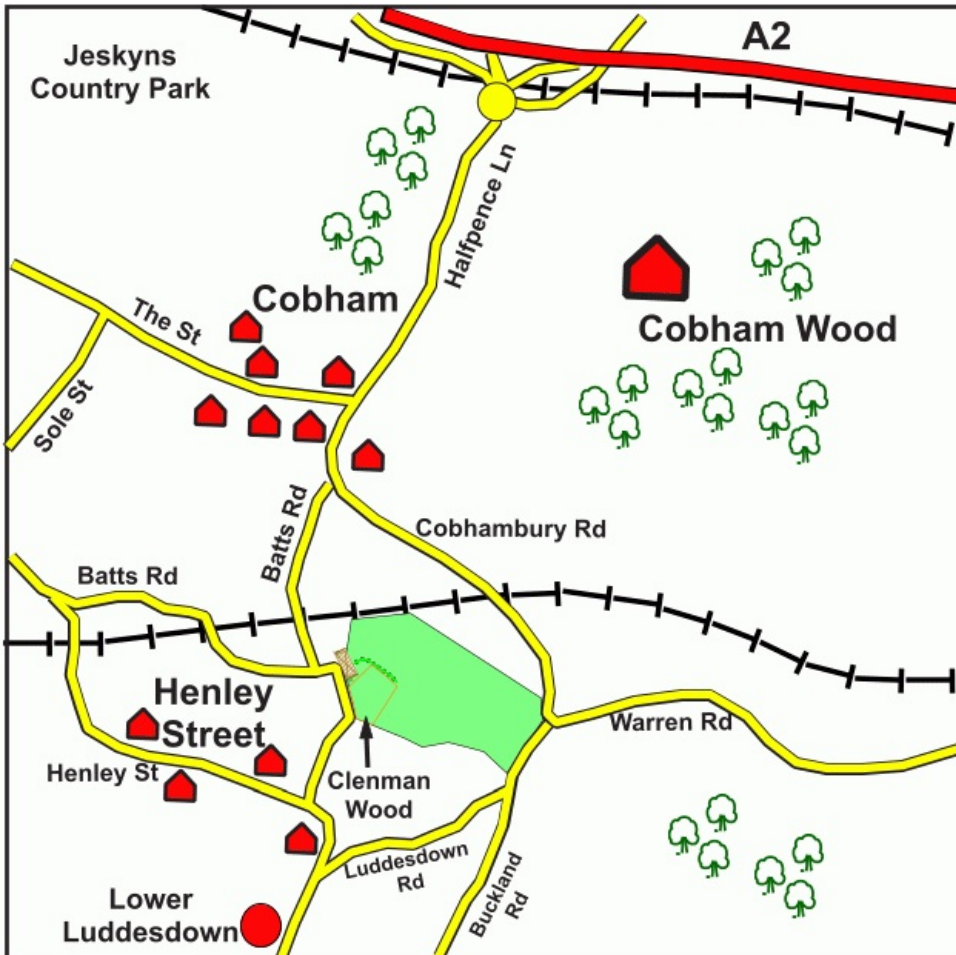 A2
Jeskyns
Country Park
Halfpence Ln
Cobham
The St
Cobham Wood
Sole St
Batts Rd
Cobhambury Rd
Batts Rd
Henley
Street
Warren Rd
Henley St
Clenman
Wood
Luddesdown
Rd
Buckland
Rd
Lower
Luddesdown